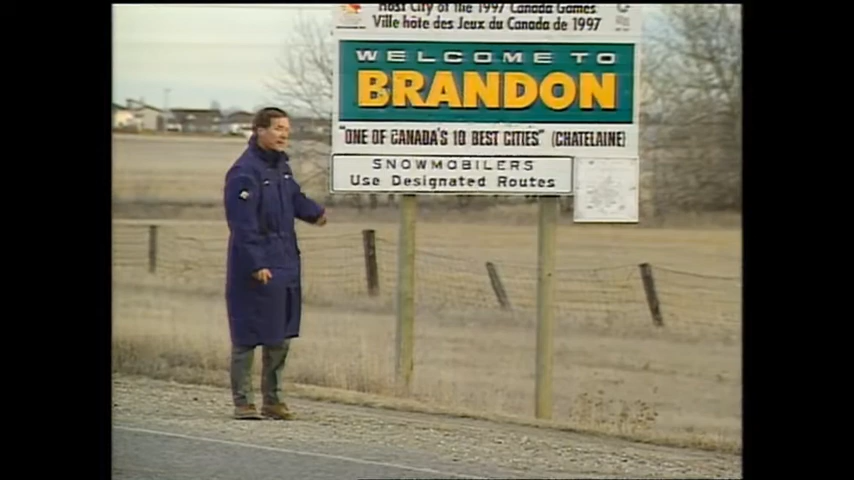 Host City of the 1997 Canada Games
Ville hôte des Jeux du Canada de 1997
WELCOME TO
BRANDON
"ONE OF CANADA'S 10 BEST CITIES" (CHATELAINE)
SNOWMOBILERS
USE DESIGNATED ROUTES